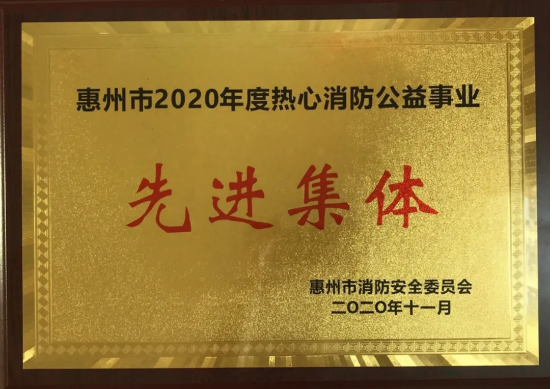 惠州市2020年度热心消防公益事业
先进集体
惠州市消防安全委员会
二〇二〇年十一月